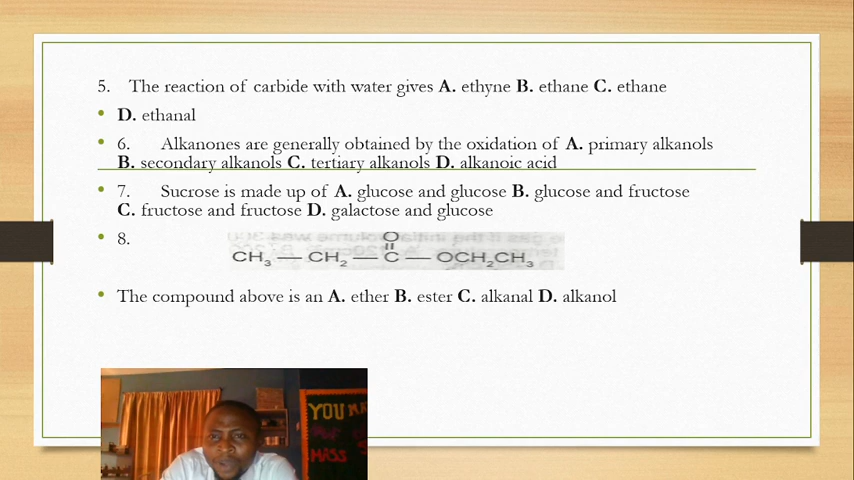 5. The reaction of carbide with water gives A. ethyne B. ethane C. ethane
• D. ethanal
• 6. Alkanones are generally obtained by the oxidation of A. primary alkanols
B. secondary alkanols C. tertiary alkanols D. alkanoic acid
• 7. Sucrose is made up of A. glucose and glucose B. glucose and fructose
C. fructose and fructose D. galactose and glucose
• 8.
O
CH₃ — CH₂ — C — OCH₂CH₃
• The compound above is an A. ether B. ester C. alkanal D. alkanol
YOU
MISS